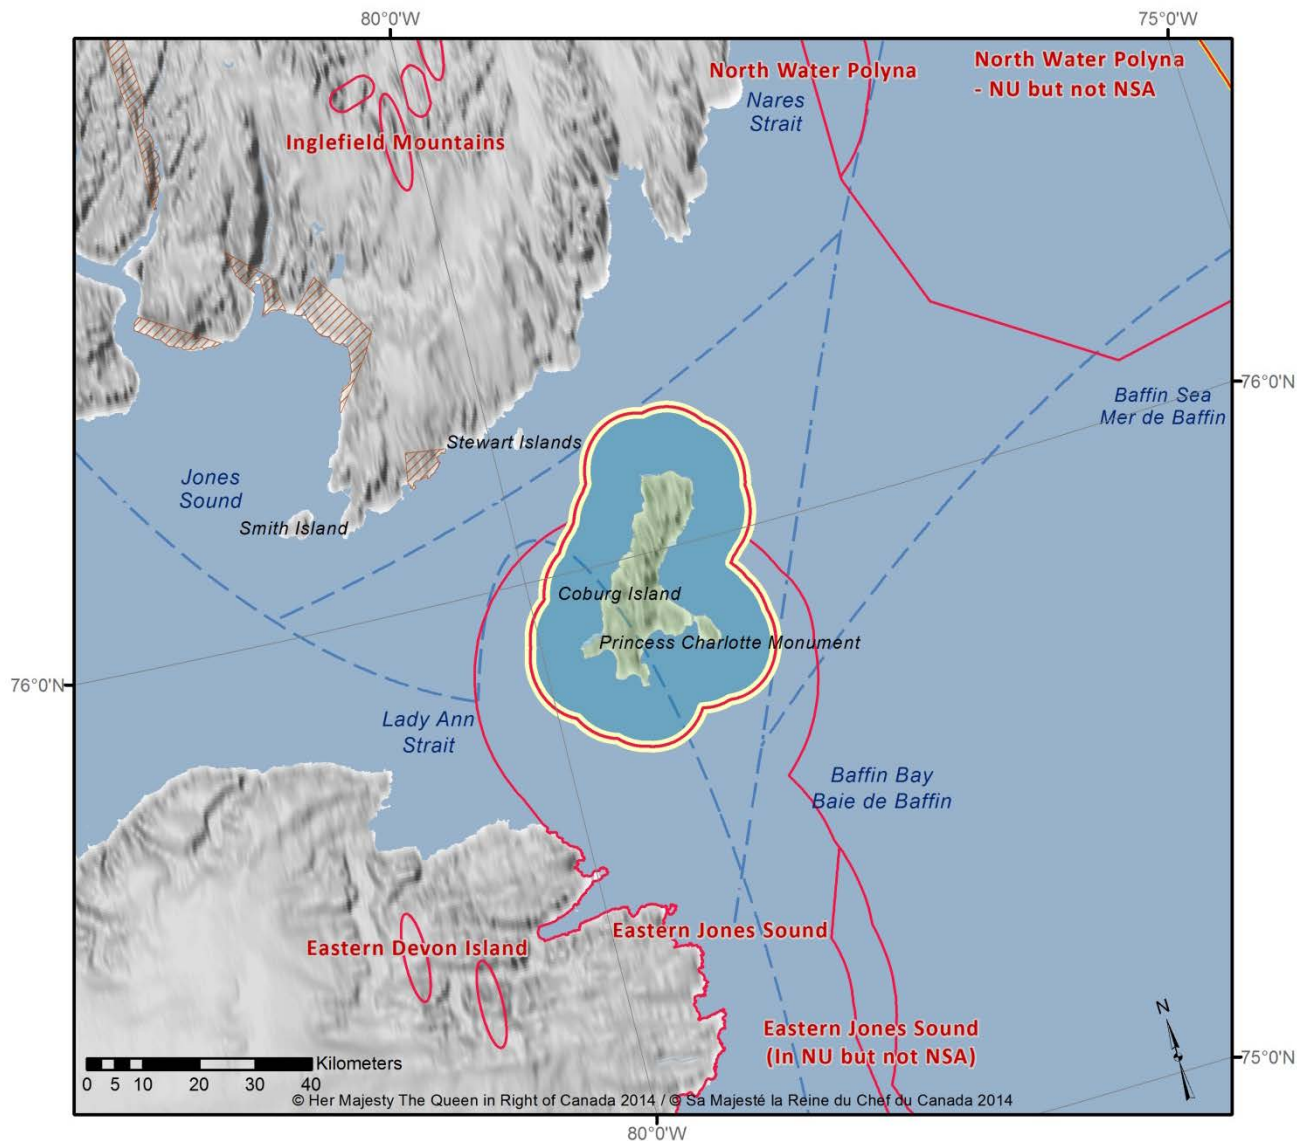 80°0'W
75°0'W
North Water Polyna
North Water Polyna
- NU but not NSA
Nares
Strait
Inglefield Mountains
76°0'N
Baffin Sea
Mer de Baffin
Stewart Islands
Jones
Sound
Smith Island
Coburg Island
Princess Charlotte Monument
76°0'N
Lady Ann
Strait
Baffin Bay
Baie de Baffin
Eastern Jones Sound
Eastern Devon Island
N
Eastern Jones Sound
(In NU but not NSA)
75°0'N
Kilometers
0 5 10 20 30 40
© Her Majesty The Queen in Right of Canada 2014 / © Sa Majesté la Reine du Chef du Canada 2014
80°0'W